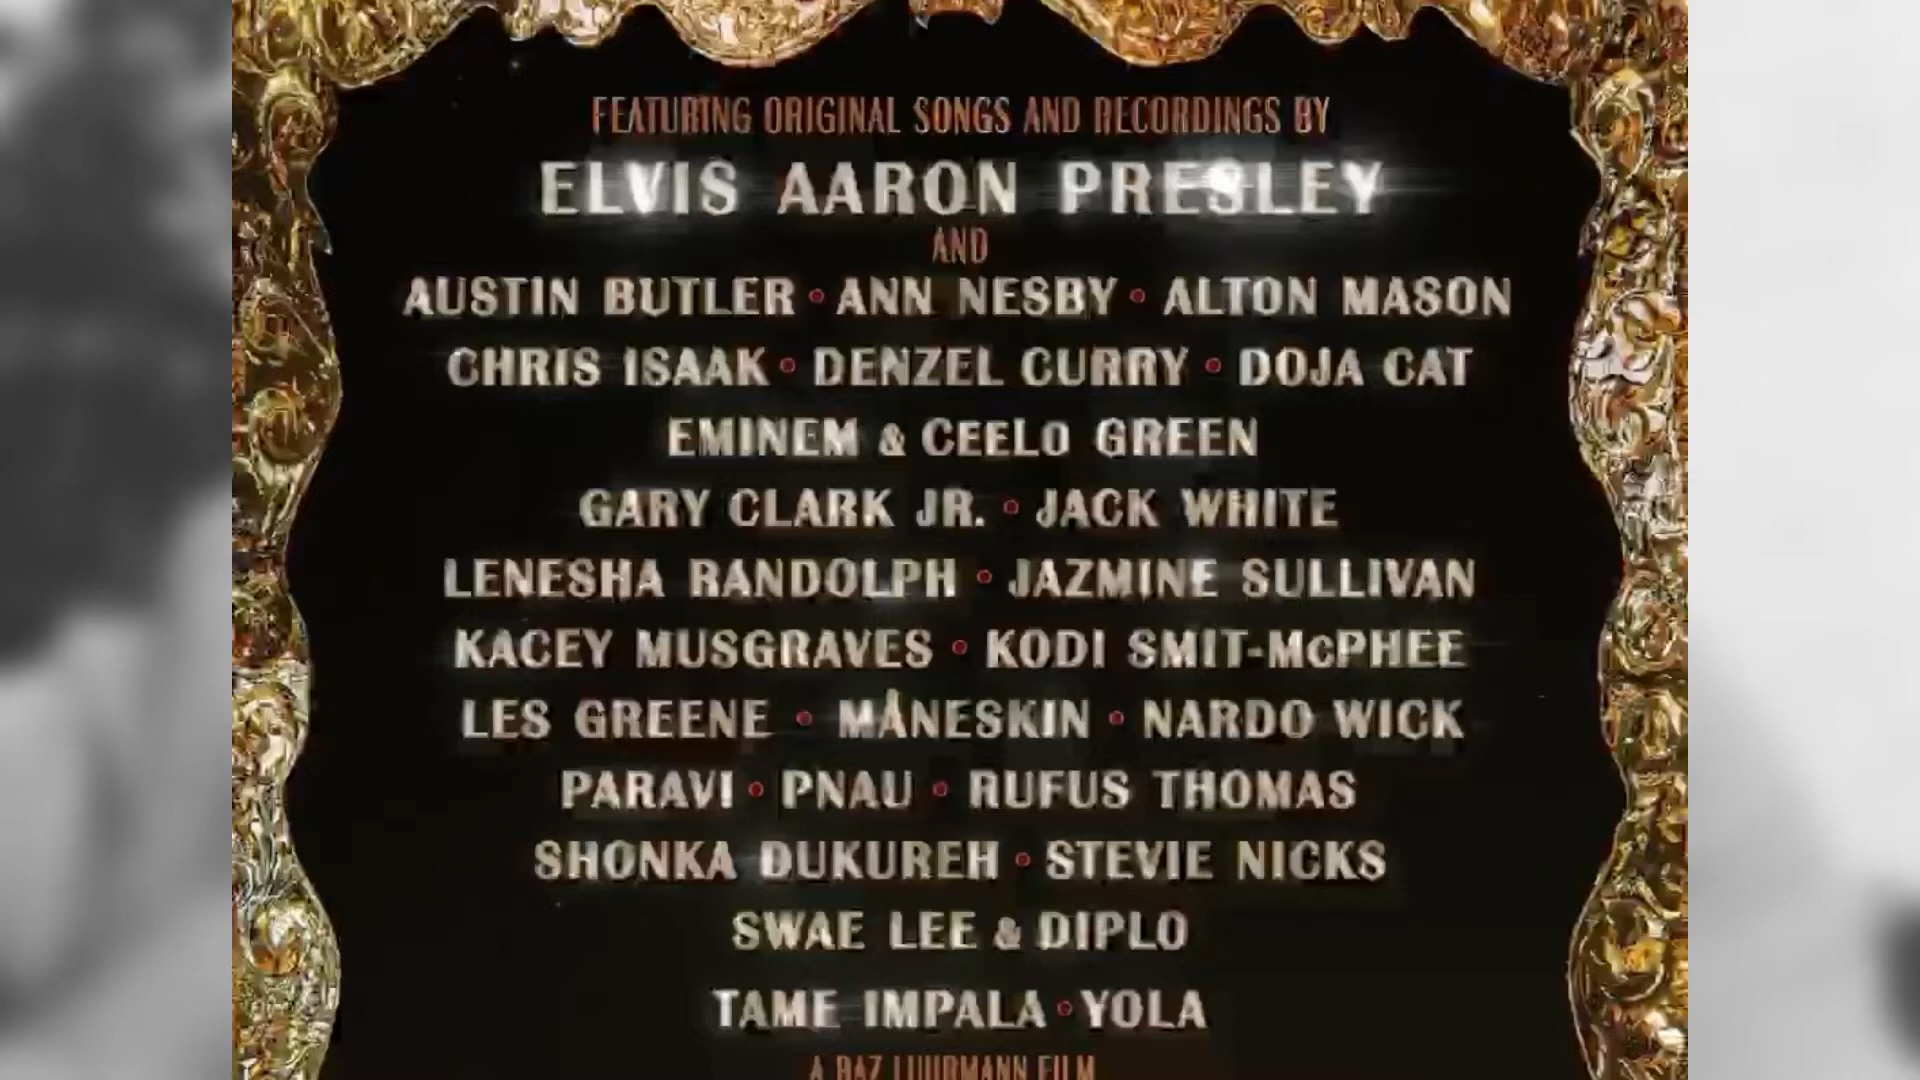 FEATURING ORIGINAL SONGS AND RECORDINGS BY
ELVIS AARON PRESLEY
AND
AUSTIN BUTLER • ANN NESBY • ALTON MASON
CHRIS ISAAK • DENZEL CURRY • DOJA CAT
EMINEM & CEELO GREEN
GARY CLARK JR. • JACK WHITE
LENESHA RANDOLPH • JAZMINE SULLIVAN
KACEY MUSGRAVES • KODI SMIT-McPHEE
LES GREENE • MÅNESKIN • NARDO WICK
PARAVI • PNAU • RUFUS THOMAS
SHONKA DUKUREH • STEVIE NICKS
SWAE LEE & DIPLO
TAME IMPALA • YOLA
A BAZ LUHRMANN FILM